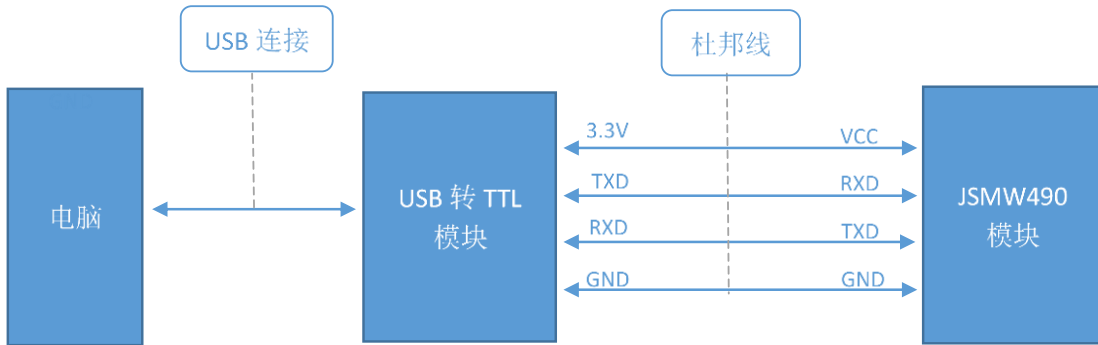 USB 连接
杜邦线
电脑
USB 转 TTL
模块
3.3V
VCC
TXD
RXD
RXD
TXD
GND
GND
JSMW490
模块